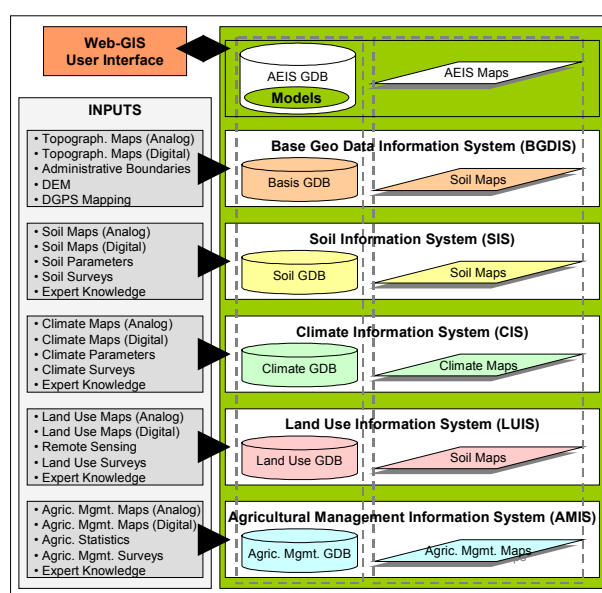 Web-GIS
User Interface
AEIS GDB
Models
AEIS Maps
INPUTS
• Topograph. Maps (Analog)
• Topograph. Maps (Digital)
• Administrative Boundaries
• DEM
• DGPS Mapping
Base Geo Data Information System (BGDIS)
Basis GDB
Soil Maps
• Soil Maps (Analog)
• Soil Maps (Digital)
• Soil Parameters
• Soil Surveys
• Expert Knowledge
Soil Information System (SIS)
Soil GDB
Soil Maps
• Climate Maps (Analog)
• Climate Maps (Digital)
• Climate Parameters
• Climate Surveys
• Expert Knowledge
Climate Information System (CIS)
Climate GDB
Climate Maps
• Land Use Maps (Analog)
• Land Use Maps (Digital)
• Remote Sensing
• Land Use Surveys
• Expert Knowledge
Land Use Information System (LUIS)
Land Use GDB
Soil Maps
• Agric. Mgmt. Maps (Analog)
• Agric. Mgmt. Maps (Digital)
• Agric. Statistics
• Agric. Mgmt. Surveys
• Expert Knowledge
Agricultural Management Information System (AMIS)
Agric. Mgmt. GDB
Agric. Mgmt. Maps